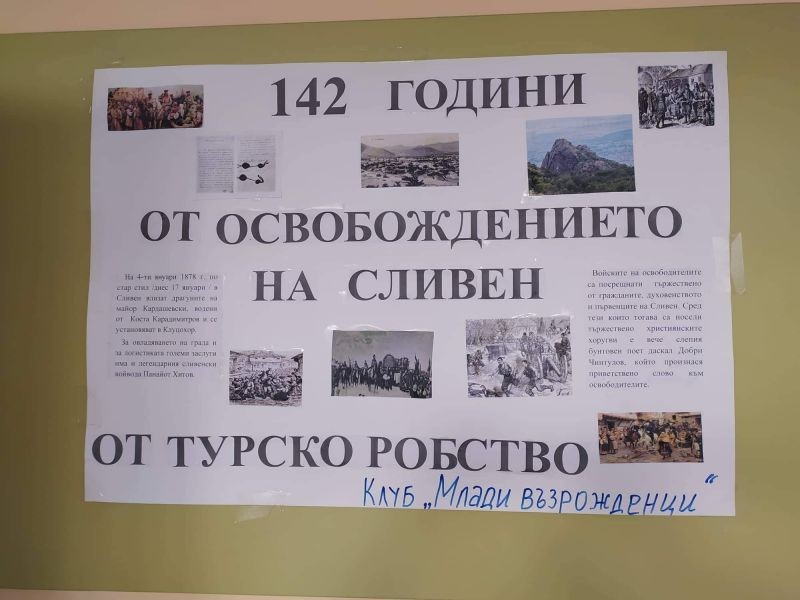 142 ГОДИНИ
ОТ ОСВОБОЖДЕНИЕТО
НА СЛИВЕН
На 4-ти януари 1878 г. по
стар стил /днес 17 януари / в
Сливен влизат драгуните на
майор Кардашевски, водени
от Коста Карадимитров и се
установяват в Клуцохор.
За овладяването на града и
за логистиката големи заслуги
има и легендарния сливенски
войвода Панайот Хитов.
Войските на освободителите
са посрещнати тържествено
от гражданите, духовенството
и първенците на Сливен. Сред
тези които тогава са носели
тържествено християнските
хоругви е вече слепия
бунтовен поет даскал Добри
Чинтулов, който произнася
приветствено слово към
освободителите.
ОТ ТУРСКО РОБСТВО
Клуб „Млади възрожденци“